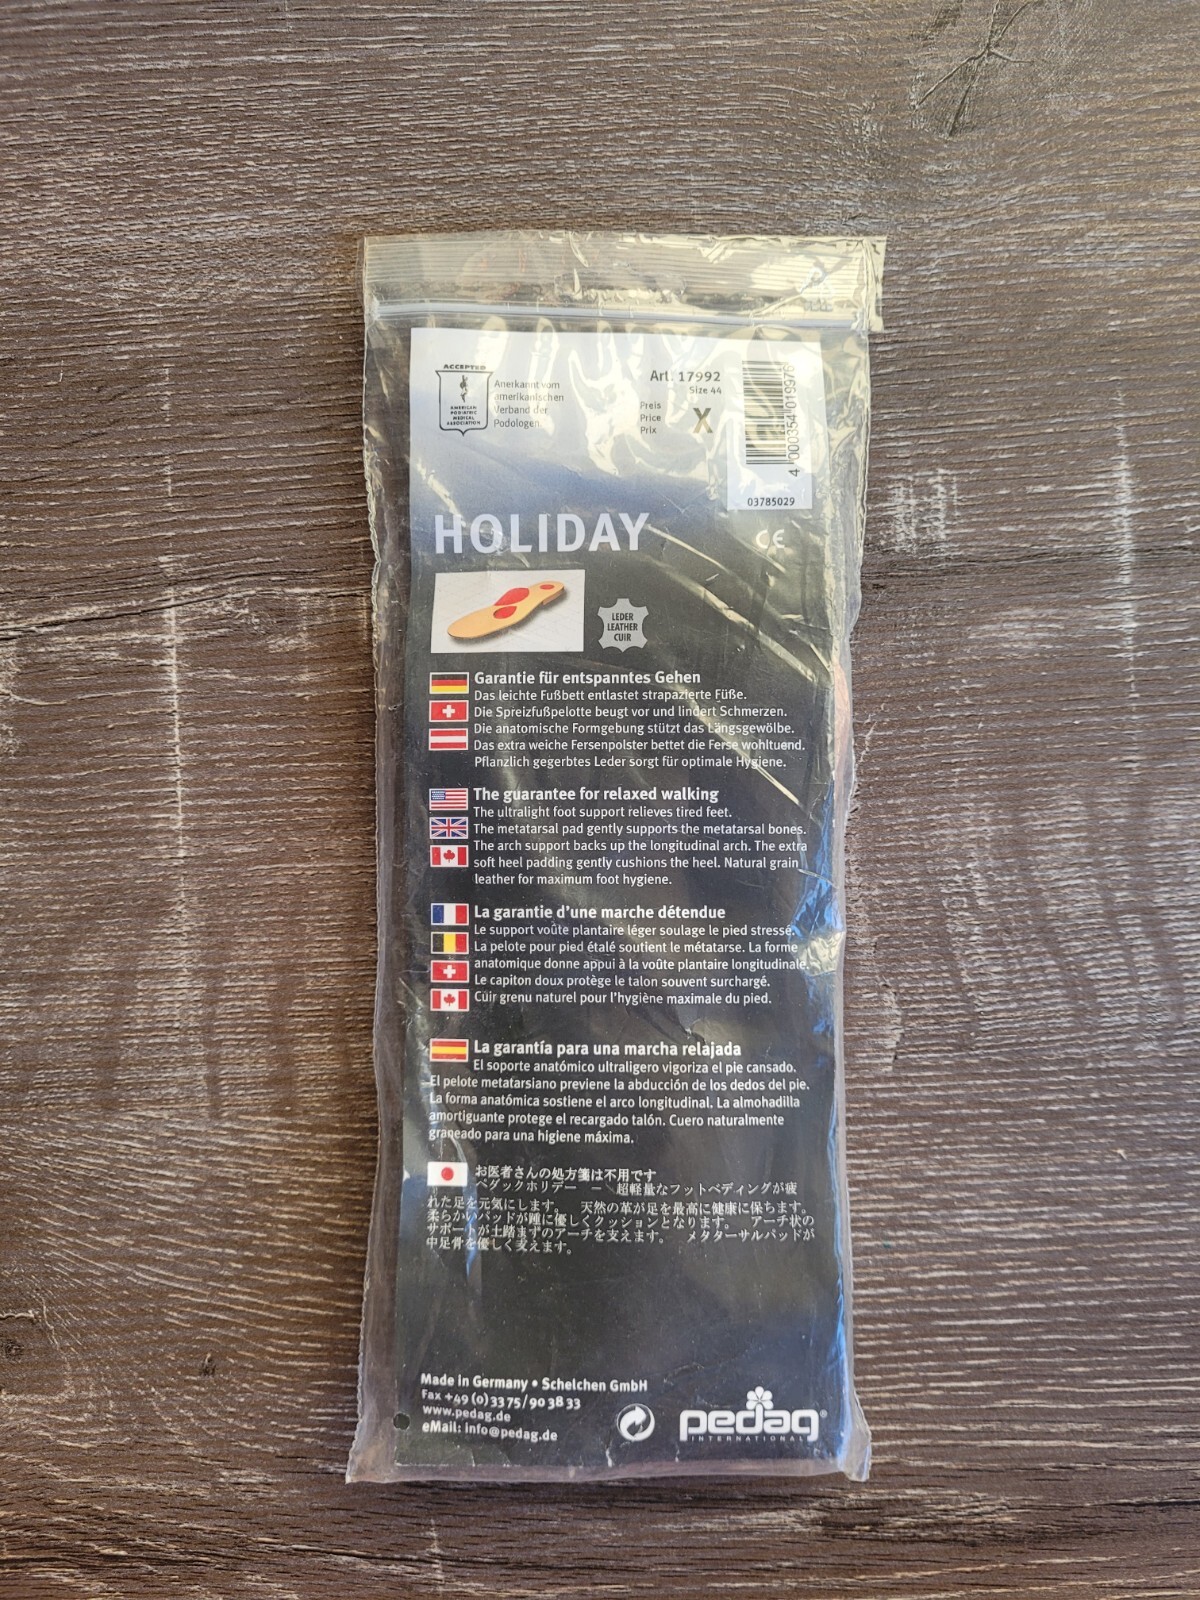 ACCEPTED
AMERICAN
PODIATRIC
MEDICAL
ASSOCIATION
Anerkannt vom
amerikanischen
Verband der
Podologen.
Art. 17992
Size 44
Preis
Price
Prix
X
4 000354 019976
03785029
HOLIDAY
CE
LEDER
LEATHER
CUIR
Garantie für entspanntes Gehen
Das leichte Fußbett entlastet strapazierte Füße.
Die Spreizfußpelotte beugt vor und lindert Schmerzen.
Die anatomische Formgebung stützt das Längsgewölbe.
Das extra weiche Fersenpolster bettet die Ferse wohltuend.
Pflanzlich gegerbtes Leder sorgt für optimale Hygiene.
The guarantee for relaxed walking
The ultralight foot support relieves tired feet.
The metatarsal pad gently supports the metatarsal bones.
The arch support backs up the longitudinal arch. The extra
soft heel padding gently cushions the heel. Natural grain
leather for maximum foot hygiene.
La garantie d'une marche détendue
Le support voûte plantaire léger soulage le pied stressé.
La pelote pour pied étalé soutient le métatarse. La forme
anatomique donne appui à la voûte plantaire longitudinale.
Le capiton doux protège le talon souvent surchargé.
Cuir grenu naturel pour l'hygiène maximale du pied.
La garantía para una marcha relajada
El soporte anatómico ultraligero vigoriza el pie cansado.
El pelote metatarsiano previene la abducción de los dedos del pie.
La forma anatómica sostiene el arco longitudinal. La almohadilla
amortiguante protege el recargado talón. Cuero naturalmente
graneado para una higiene máxima.
お医者さんの処方箋は不用です
ペダックホリデー － 超軽量なフットベディングが疲
れた足を元気にします。 天然の革が足を最高に健康に保ちます。
柔らかいパッドが踵に優しくクッションとなります。 アーチ状の
サポートが土踏まずのアーチを支えます。 メタターサルパッドが
中足骨を優しく支えます。
Made in Germany • Schelchen GmbH
Fax +49 (0) 33 75/90 38 33
www.pedag.de
eMail: info@pedag.de
pedag®
INTERNATIONAL